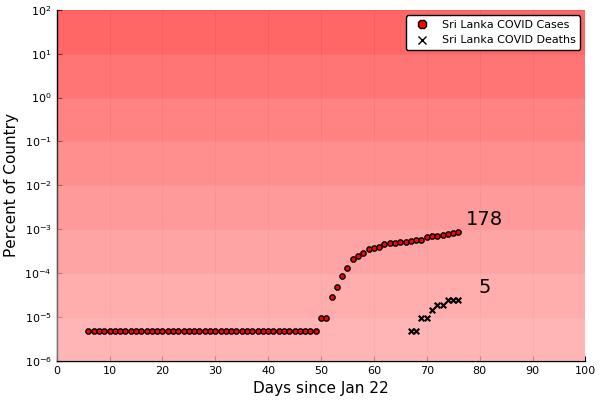 10²
10¹
10⁰
10⁻¹
10⁻²
10⁻³
10⁻⁴
10⁻⁵
10⁻⁶
Percent of Country
Sri Lanka COVID Cases
Sri Lanka COVID Deaths
178
5
0 10 20 30 40 50 60 70 80 90 100
Days since Jan 22